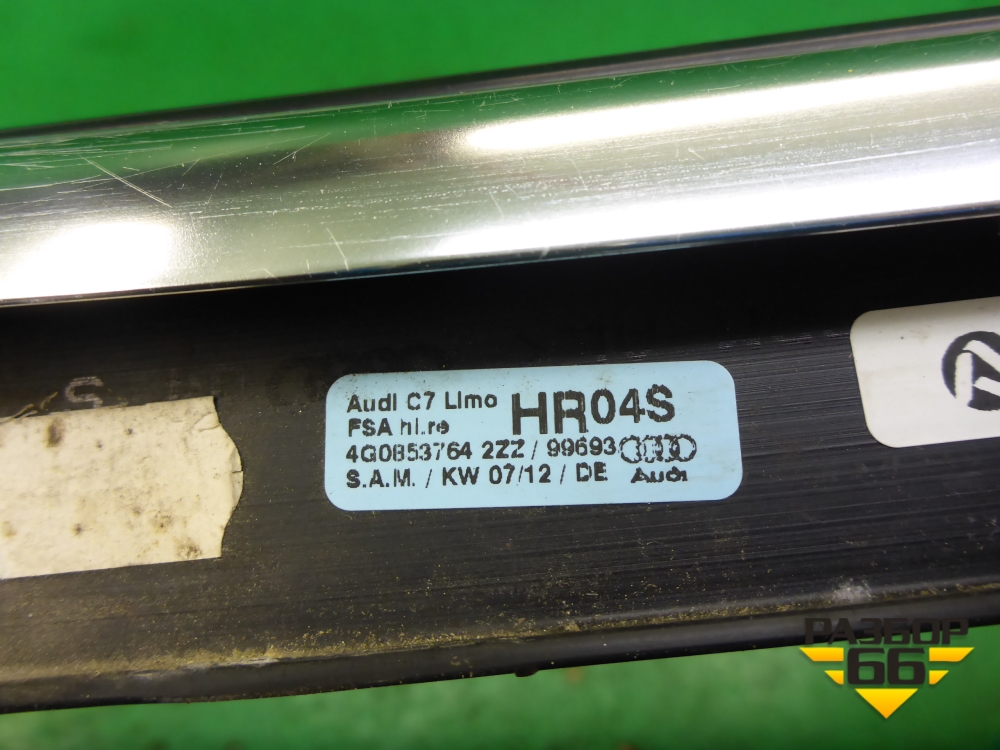 Audi C7 Limo HR04S
FSA hi.re
4G0853764 2ZZ / 99693
S.A.M. / KW 07/12 / DE Audi
РАЗБОР
66